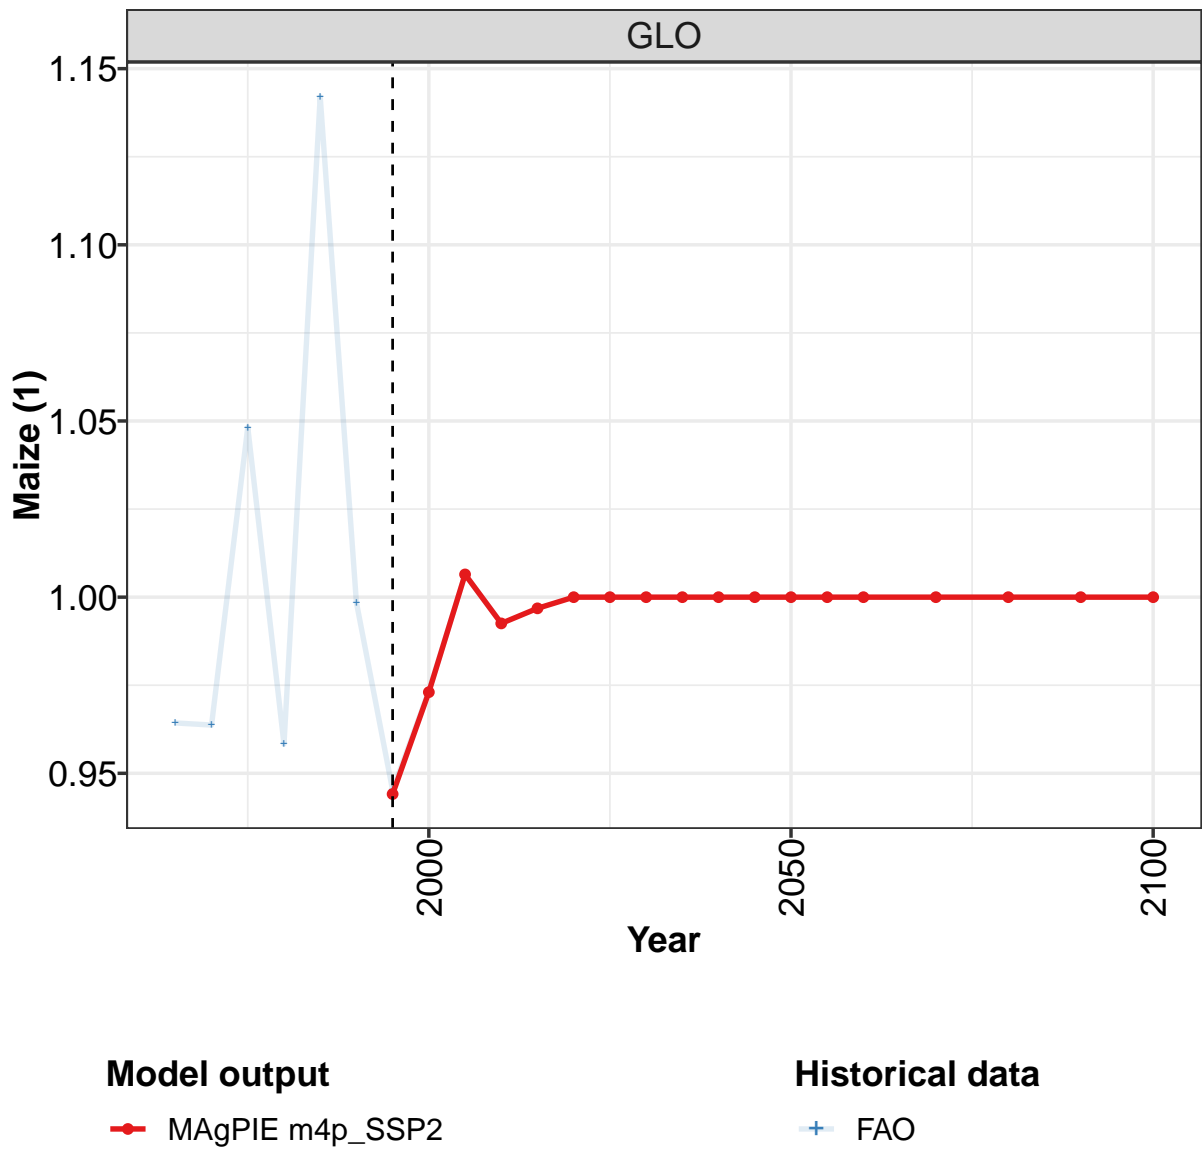 GLO
1.15
1.10
1.05
1.00
0.95
Maize (1)
2000
2050
2100
Year
Model output
MAgPIE m4p_SSP2
Historical data
FAO